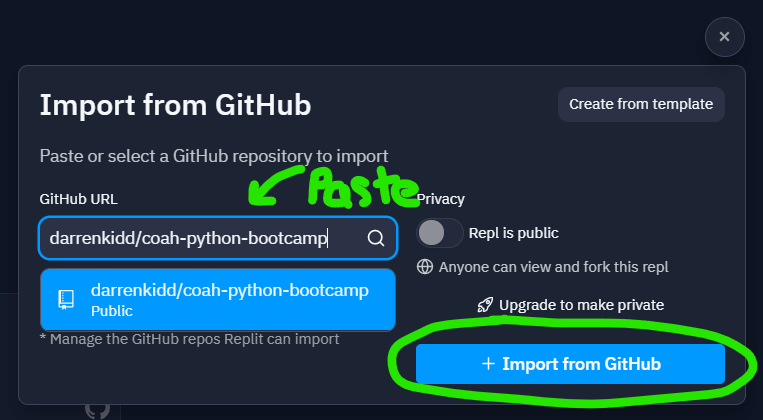 Import from GitHub
Create from template
Paste or select a GitHub repository to import
Paste
GitHub URL
darrenkidd/coah-python-bootcamp
darrenkidd/coah-python-bootcamp
Public
* Manage the GitHub repos Replit can import
Privacy
Repl is public
Anyone can view and fork this repl
Upgrade to make private
+ Import from GitHub